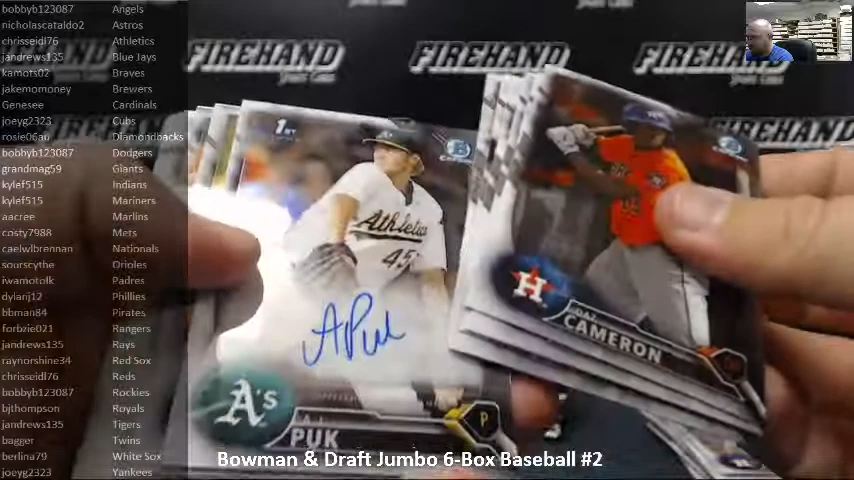 bobbyb123087 Angels
nicholascataldo2 Astros
chrisseidl76 Athletics
jandrews135 Blue Jays
kamots02 Braves
jakemomoney Brewers
Genesee Cardinals
joeyg2323 Cubs
rosie06au Diamondbacks
bobbyb123087 Dodgers
grandmag59 Giants
kylef515 Indians
kylef515 Mariners
aacree Marlins
costy7988 Mets
caelwlbrennan Nationals
sourscythe Orioles
iwamotolk Padres
dylanj12 Phillies
bbman84 Pirates
forbzie021 Rangers
jandrews135 Rays
raynorshine34 Red Sox
chrisseidl76 Reds
bobbyb123087 Rockies
bjthompson Royals
jandrews135 Tigers
bagger Twins
berlina79 White Sox
joeyg2323 Yankees
FIREHAND
FIREHAND
FIREHAND
FIREHAND
1ST
Athletics
45
A Puk
A's
PUK
P
H
CAMERON
Bowman & Draft Jumbo 6-Box Baseball #2